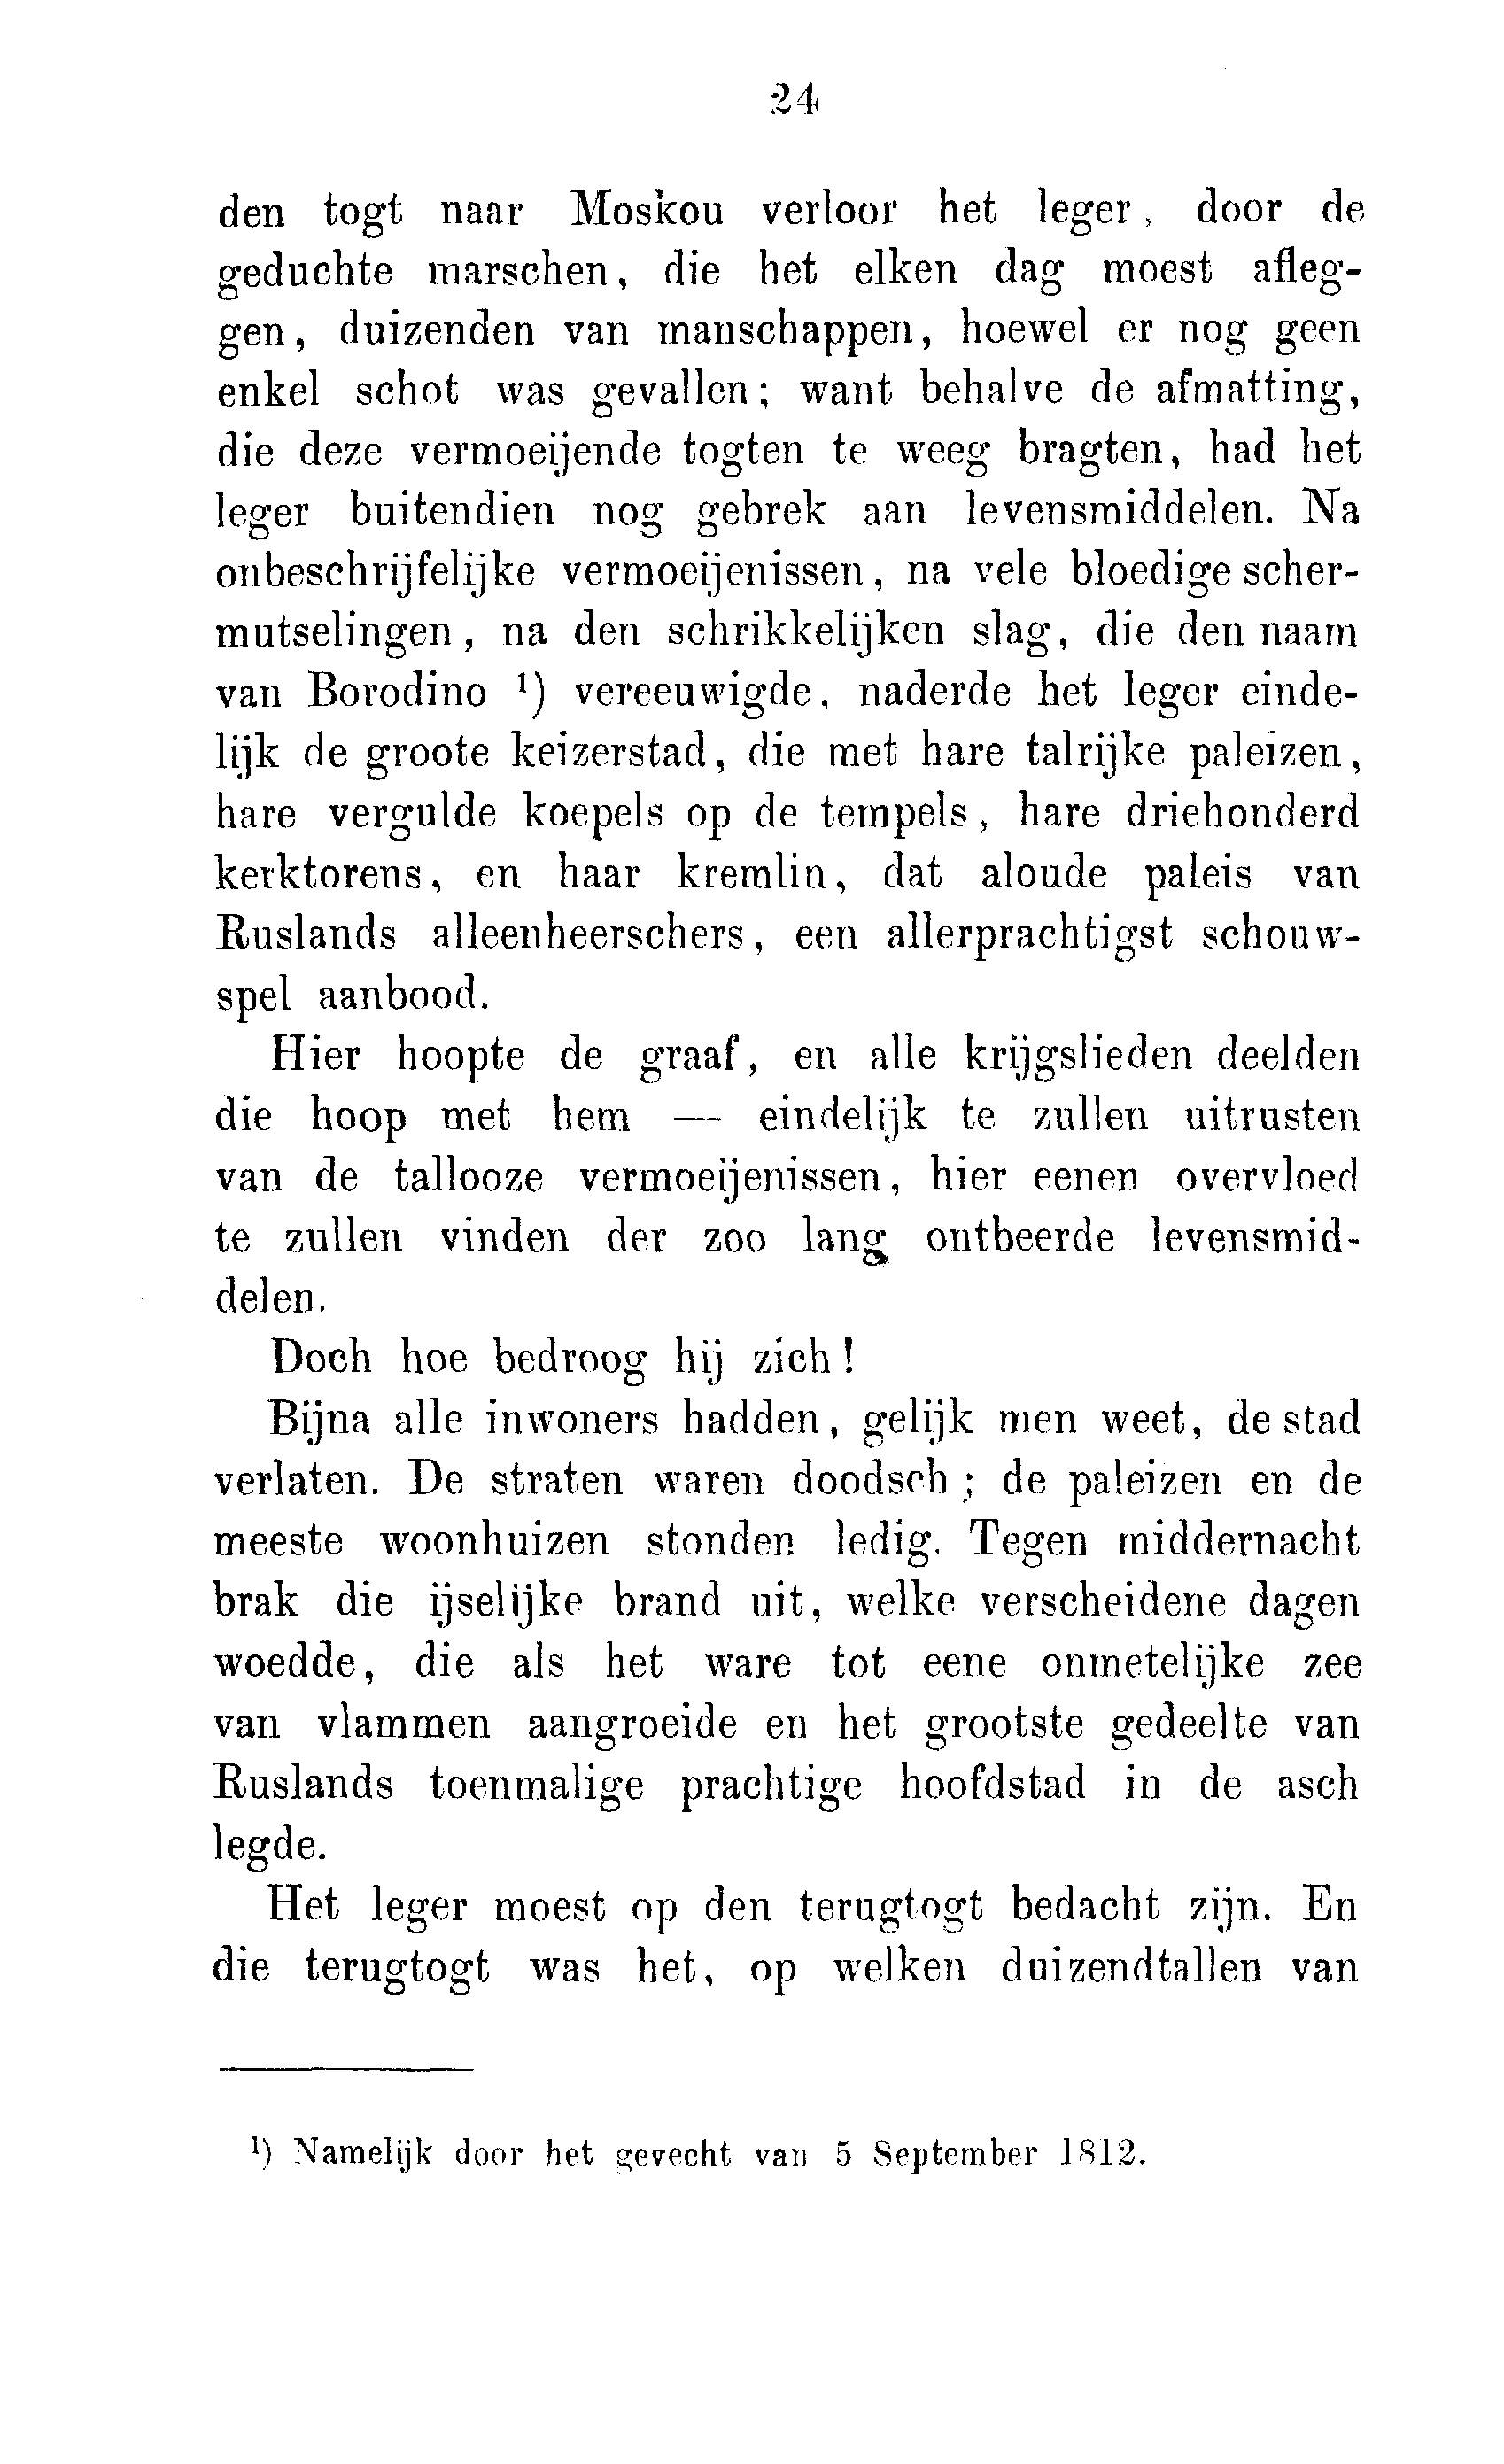 24
den togt naar Moskou verloor het leger, door de
geduchte marschen, die het elken dag moest afleg-
gen, duizenden van manschappen, hoewel er nog geen
enkel schot was gevallen; want behalve de afmatting,
die deze vermoeijende togten te weeg bragten, had het
leger buitendien nog gebrek aan levensmiddelen. Na
onbeschrijfelijke vermoeijenissen, na vele bloedige scher-
mutselingen, na den schrikkelijken slag, die den naam
van Borodino ¹) vereeuwigde, naderde het leger einde-
lijk de groote keizerstad, die met hare talrijke paleizen,
hare vergulde koepels op de tempels, hare driehonderd
kerktorens, en haar kremlin, dat aloude paleis van
Ruslands alleenheerschers, een allerprachtigst schouw-
spel aanbood.
Hier hoopte de graaf, en alle krijgslieden deelden
die hoop met hem — eindelijk te zullen uitrusten
van de tallooze vermoeijenissen, hier eenen overvloed
te zullen vinden der zoo lang ontbeerde levensmid-
delen.
Doch hoe bedroog hij zich!
Bijna alle inwoners hadden, gelijk men weet, de stad
verlaten. De straten waren doodsch; de paleizen en de
meeste woonhuizen stonden ledig. Tegen middernacht
brak die ijselijke brand uit, welke verscheidene dagen
woedde, die als het ware tot eene onmetelijke zee
van vlammen aangroeide en het grootste gedeelte van
Ruslands toenmalige prachtige hoofdstad in de asch
legde.
Het leger moest op den terugtogt bedacht zijn. En
die terugtogt was het, op welken duizendtallen van
¹) Namelijk door het gevecht van 5 September 1812.